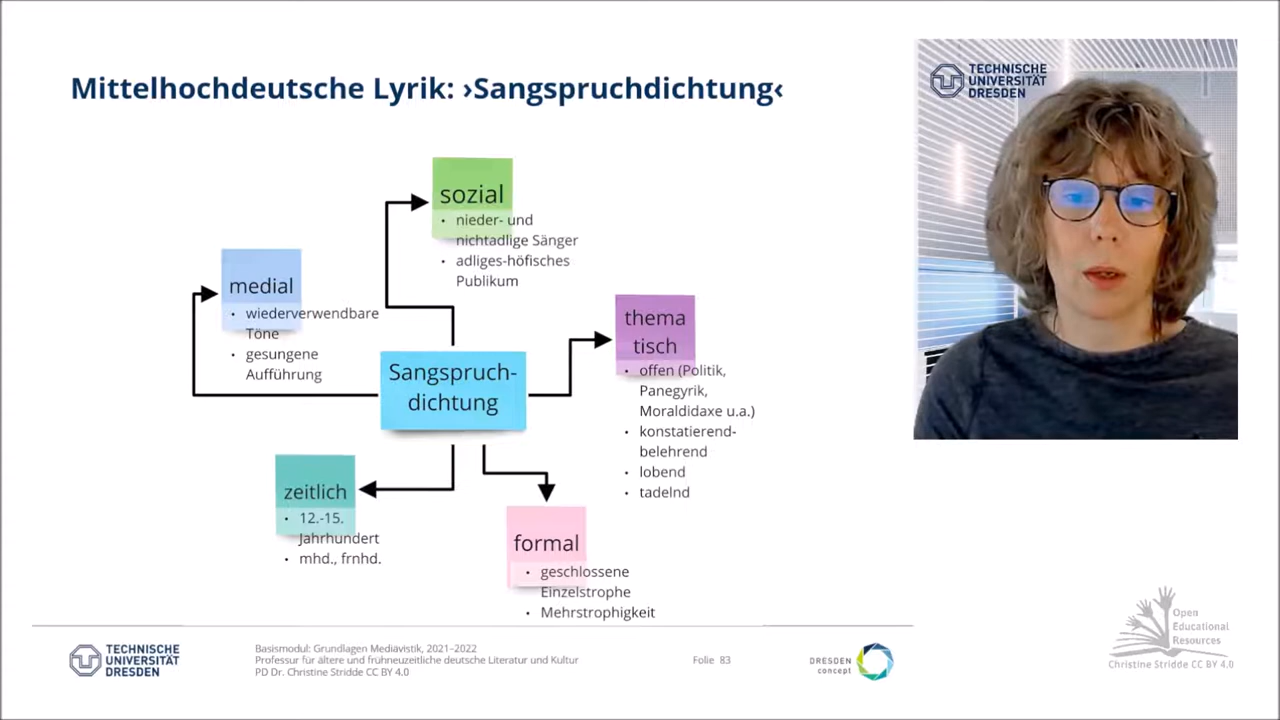 Mittelhochdeutsche Lyrik: ›Sangspruchdichtung‹
TECHNISCHE
UNIVERSITÄT
DRESDEN
sozial
• nieder- und
nichtadlige Sänger
• adliges-höfisches
Publikum
medial
• wiederverwendbare
Töne
• gesungene
Aufführung
thema
tisch
• offen (Politik,
Panegyrik,
Moraldidaxe u.a.)
• konstatierend-
belehrend
• lobend
• tadelnd
Sangspruch-
dichtung
zeitlich
• 12.-15.
Jahrhundert
• mhd., frnhd.
formal
• geschlossene
Einzelstrophe
• Mehrstrophigkeit
TECHNISCHE
UNIVERSITÄT
DRESDEN
Basismodul: Grundlagen Mediävistik, 2021–2022
Professur für ältere und frühneuzeitliche deutsche Literatur und Kultur
PD Dr. Christine Stridde CC BY 4.0
Folie 83
DRESDEN
concept
Open
Educational
Resources
Christine Stridde CC BY 4.0